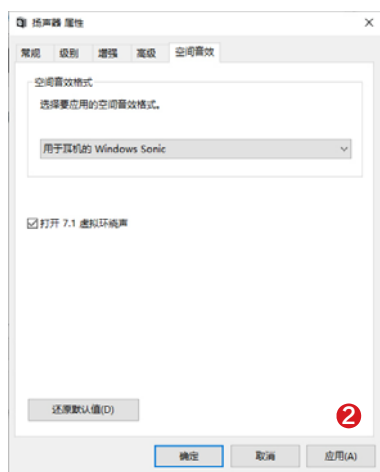 扬声器 属性
常规 级别 增强 高级 空间音效
空间音效格式
选择要应用的空间音效格式。
用于耳机的 Windows Sonic
打开 7.1 虚拟环绕声
还原默认值(D)
2
确定 取消 应用(A)